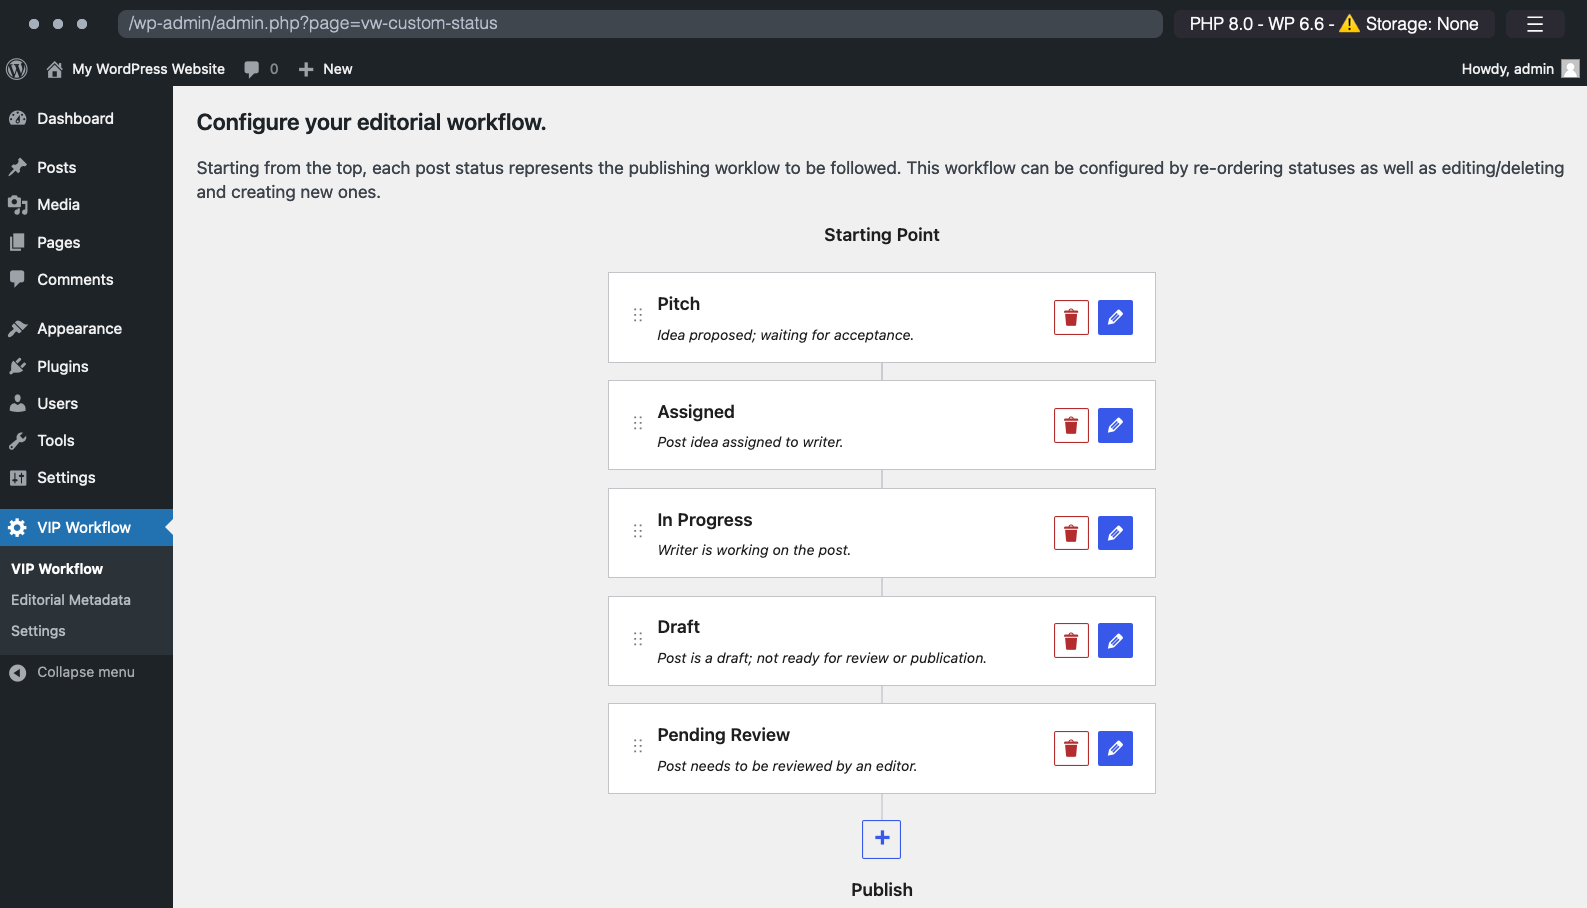 /wp-admin/admin.php?page=vw-custom-status
PHP 8.0 - WP 6.6 - ⚠️ Storage: None
My WordPress Website
0
New
Howdy, admin
Dashboard
Posts
Media
Pages
Comments
Appearance
Plugins
Users
Tools
Settings
VIP Workflow
VIP Workflow
Editorial Metadata
Settings
Collapse menu
Configure your editorial workflow.
Starting from the top, each post status represents the publishing worklow to be followed. This workflow can be configured by re-ordering statuses as well as editing/deleting
and creating new ones.
Starting Point
Pitch
Idea proposed; waiting for acceptance.
Assigned
Post idea assigned to writer.
In Progress
Writer is working on the post.
Draft
Post is a draft; not ready for review or publication.
Pending Review
Post needs to be reviewed by an editor.
Publish